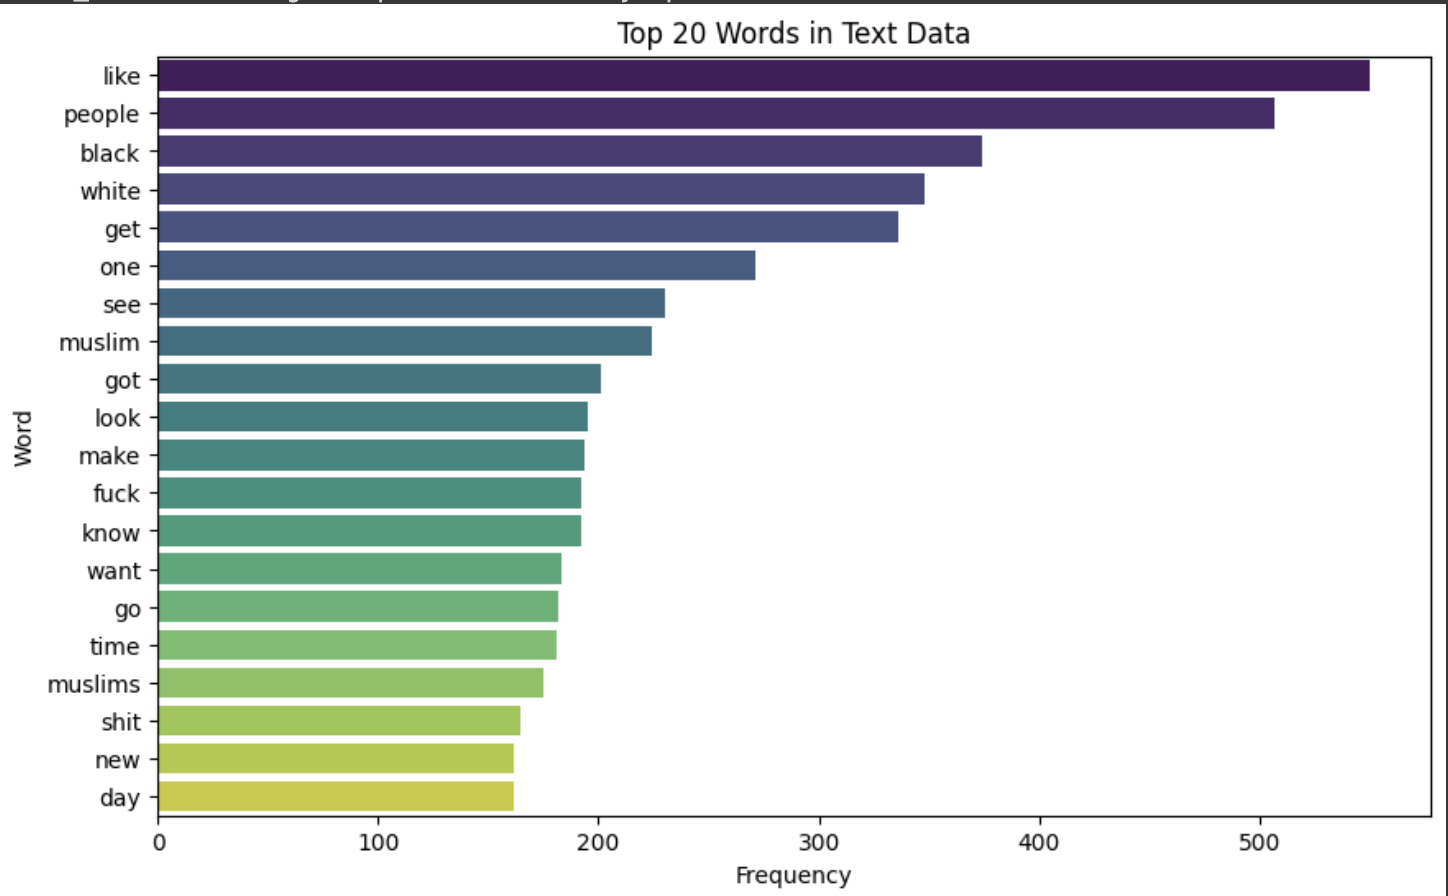 Top 20 Words in Text Data
like
people
black
white
get
one
see
muslim
got
look
make
fuck
know
want
go
time
muslims
shit
new
day
Word
0 100 200 300 400 500
Frequency